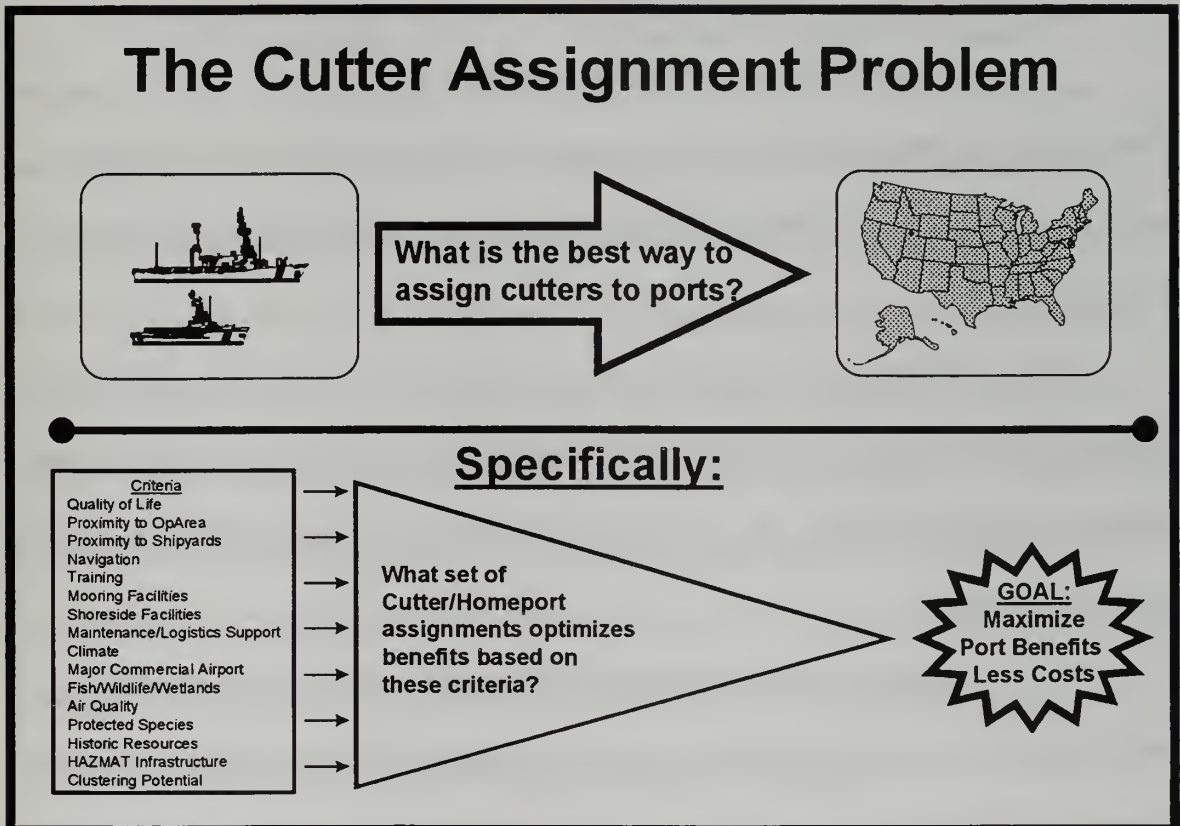 The Cutter Assignment Problem
What is the best way to
assign cutters to ports?
Specifically:
Criteria
Quality of Life
Proximity to OpArea
Proximity to Shipyards
Navigation
Training
Mooring Facilities
Shoreside Facilities
Maintenance/Logistics Support
Climate
Major Commercial Airport
Fish/Wildlife/Wetlands
Air Quality
Protected Species
Historic Resources
HAZMAT Infrastructure
Clustering Potential
What set of
Cutter/Homeport
assignments optimizes
benefits based on
these criteria?
GOAL:
Maximize
Port Benefits
Less Costs